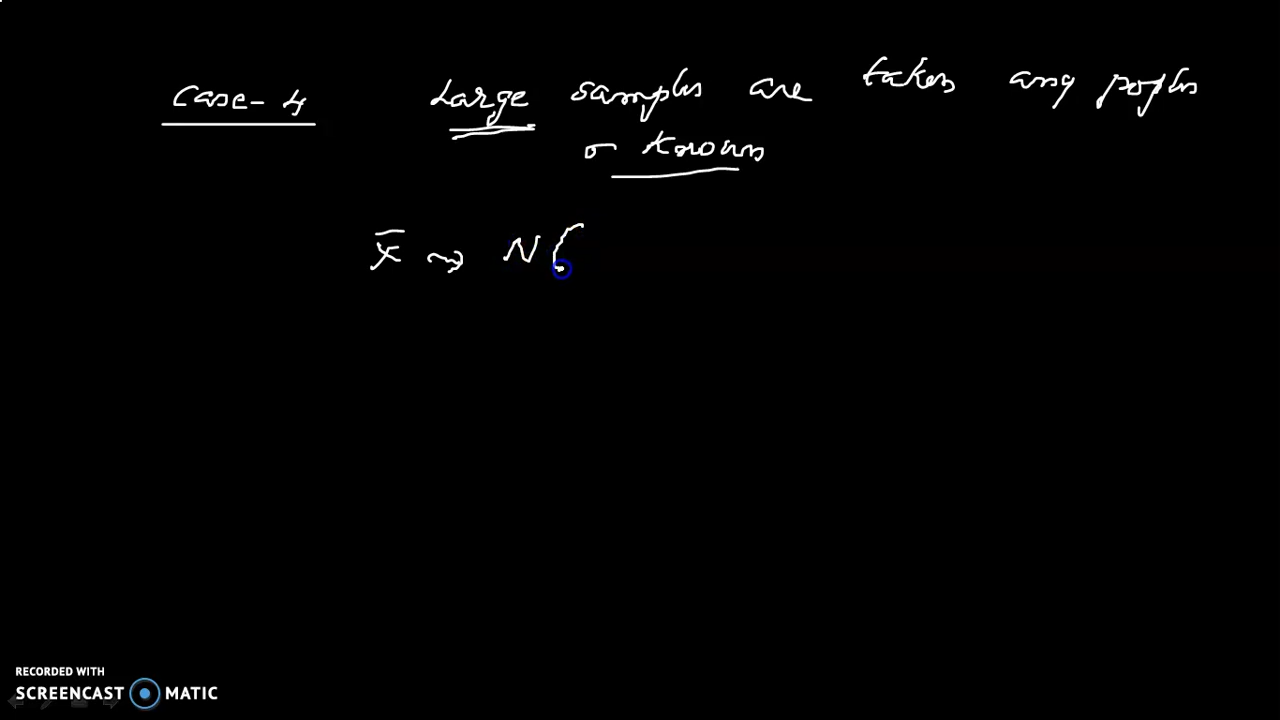 Case-4 Large samples are taken any popln
σ known
X̄ → N(
RECORDED WITH
SCREENCAST MATIC